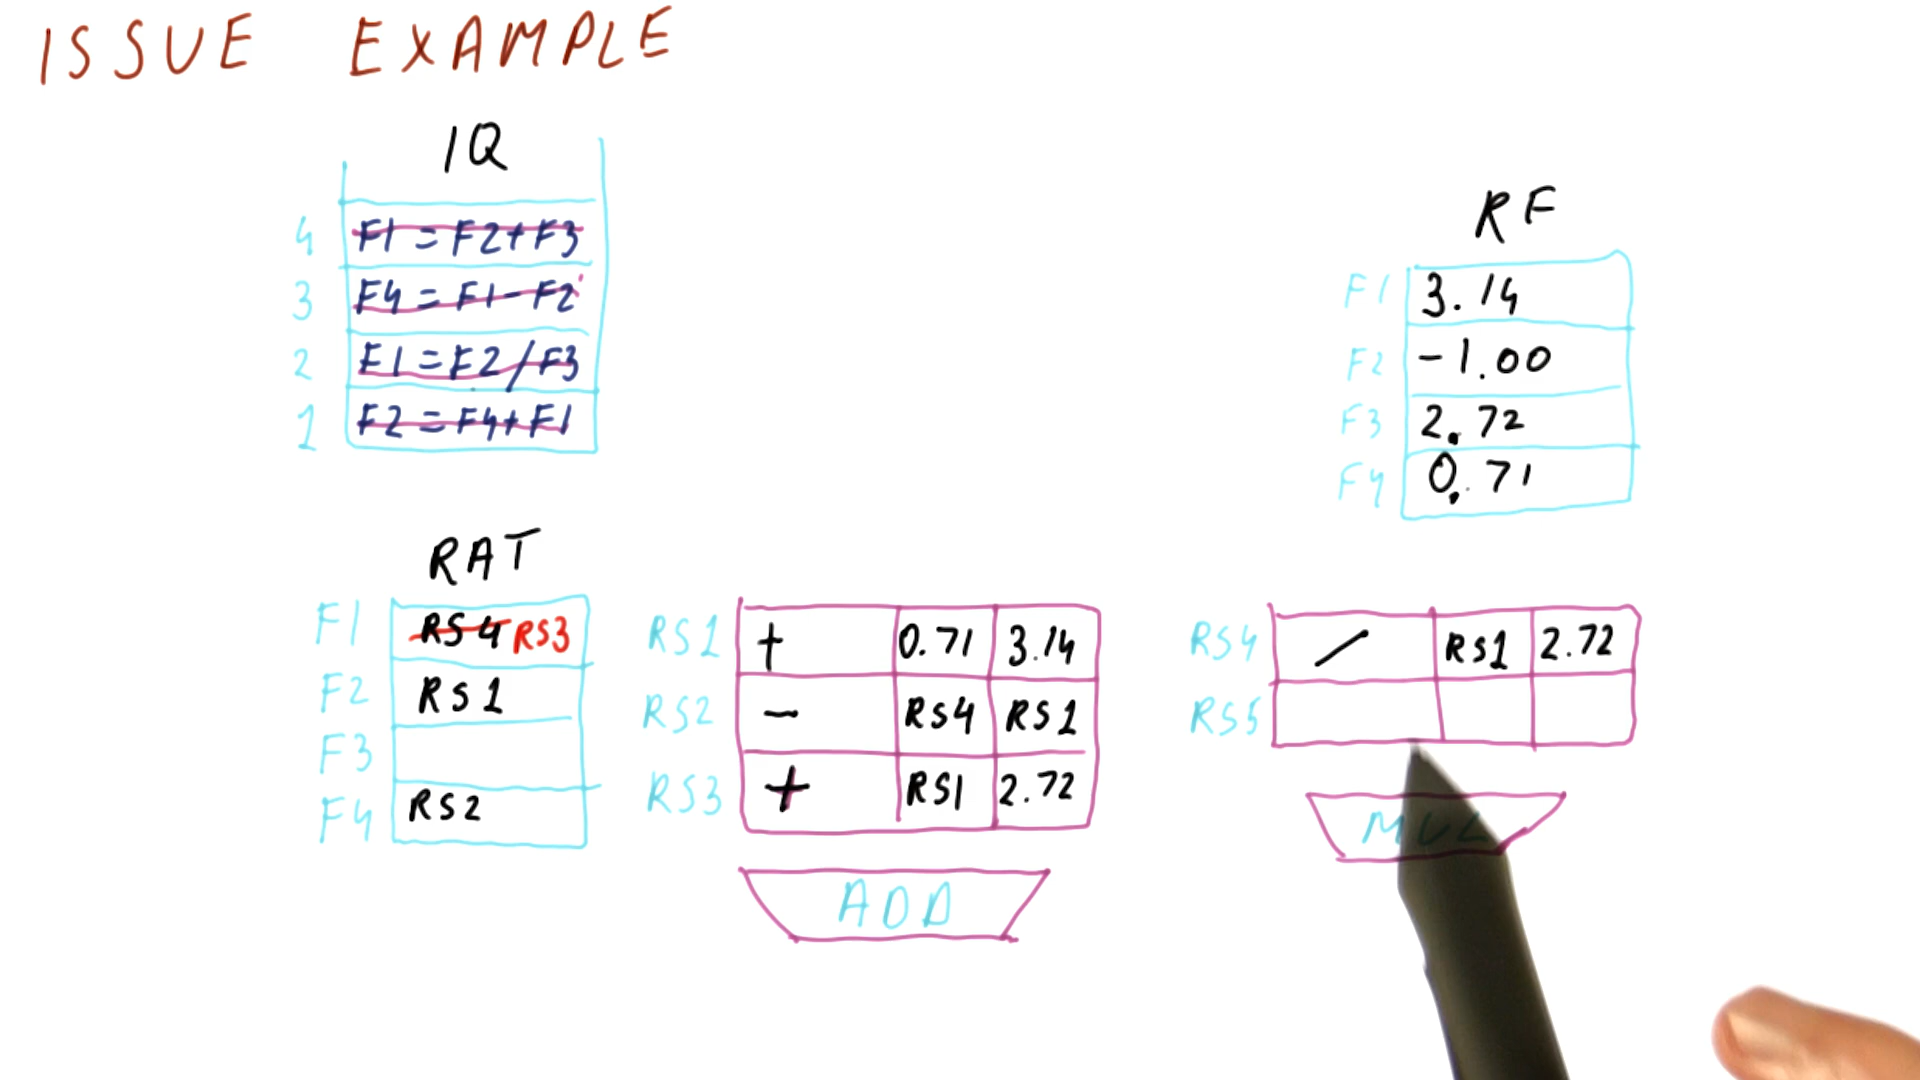 ISSUE EXAMPLE
IQ
4 F1 = F2 + F3
3 F4 = F1 - F2
2 F1 = F2 / F3
1 F2 = F4 + F1
RF
F1 3.14
F2 -1.00
F3 2.72
F4 0.71
RAT
F1 RS4 RS3
F2 RS1
F3
F4 RS2
RS1 + 0.71 3.14
RS2 - RS4 RS1
RS3 + RS1 2.72
ADD
RS4 / RS1 2.72
RS5
MUL